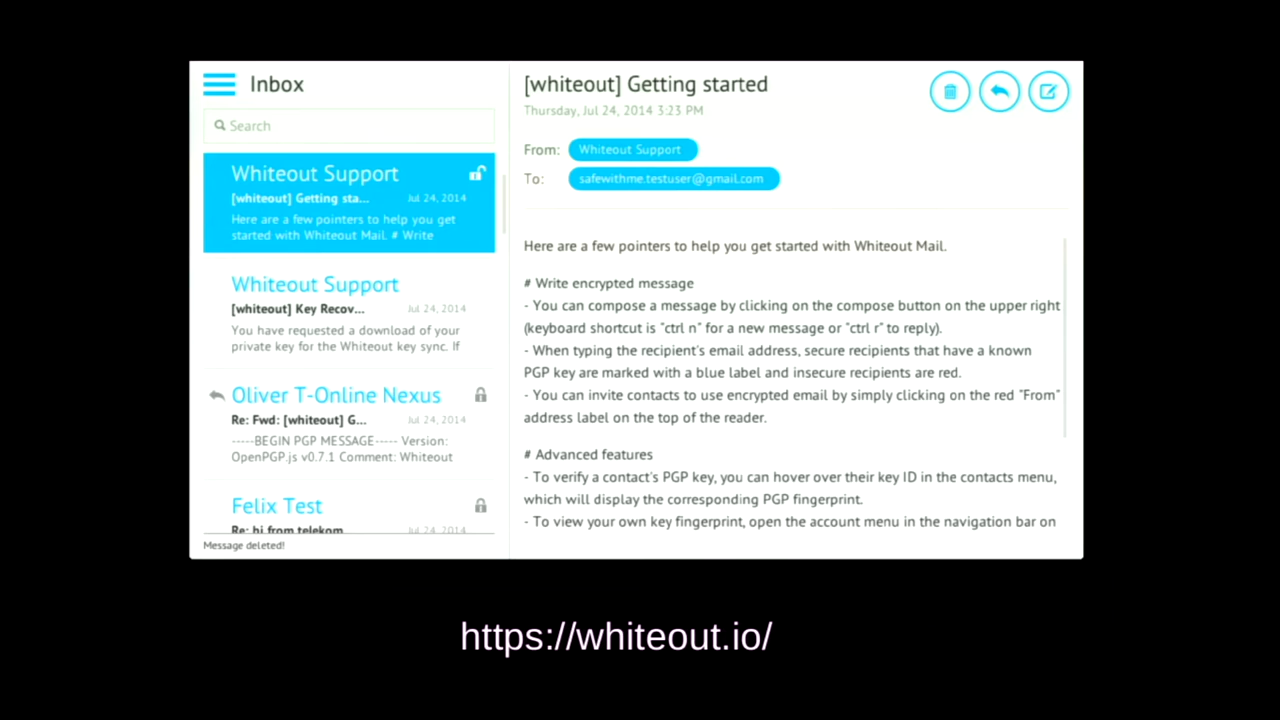 Inbox
Search
Whiteout Support
[whiteout] Getting sta... Jul 24, 2014
Here are a few pointers to help you get
started with Whiteout Mail. # Write
Whiteout Support
[whiteout] Key Recov... Jul 24, 2014
You have requested a download of your
private key for the Whiteout key sync. If
Oliver T-Online Nexus
Re: Fwd: [whiteout] G... Jul 24, 2014
-----BEGIN PGP MESSAGE----- Version:
OpenPGP.js v0.7.1 Comment: Whiteout
Felix Test
Re: hi from telekom Jul 24, 2014
Message deleted!
[whiteout] Getting started
Thursday, Jul 24, 2014 3:23 PM
From: Whiteout Support
To: safewithme.testuser@gmail.com
Here are a few pointers to help you get started with Whiteout Mail.
# Write encrypted message
- You can compose a message by clicking on the compose button on the upper right
(keyboard shortcut is "ctrl n" for a new message or "ctrl r" to reply).
- When typing the recipient's email address, secure recipients that have a known
PGP key are marked with a blue label and insecure recipients are red.
- You can invite contacts to use encrypted email by simply clicking on the red "From"
address label on the top of the reader.
# Advanced features
- To verify a contact's PGP key, you can hover over their key ID in the contacts menu,
which will display the corresponding PGP fingerprint.
- To view your own key fingerprint, open the account menu in the navigation bar on
https://whiteout.io/